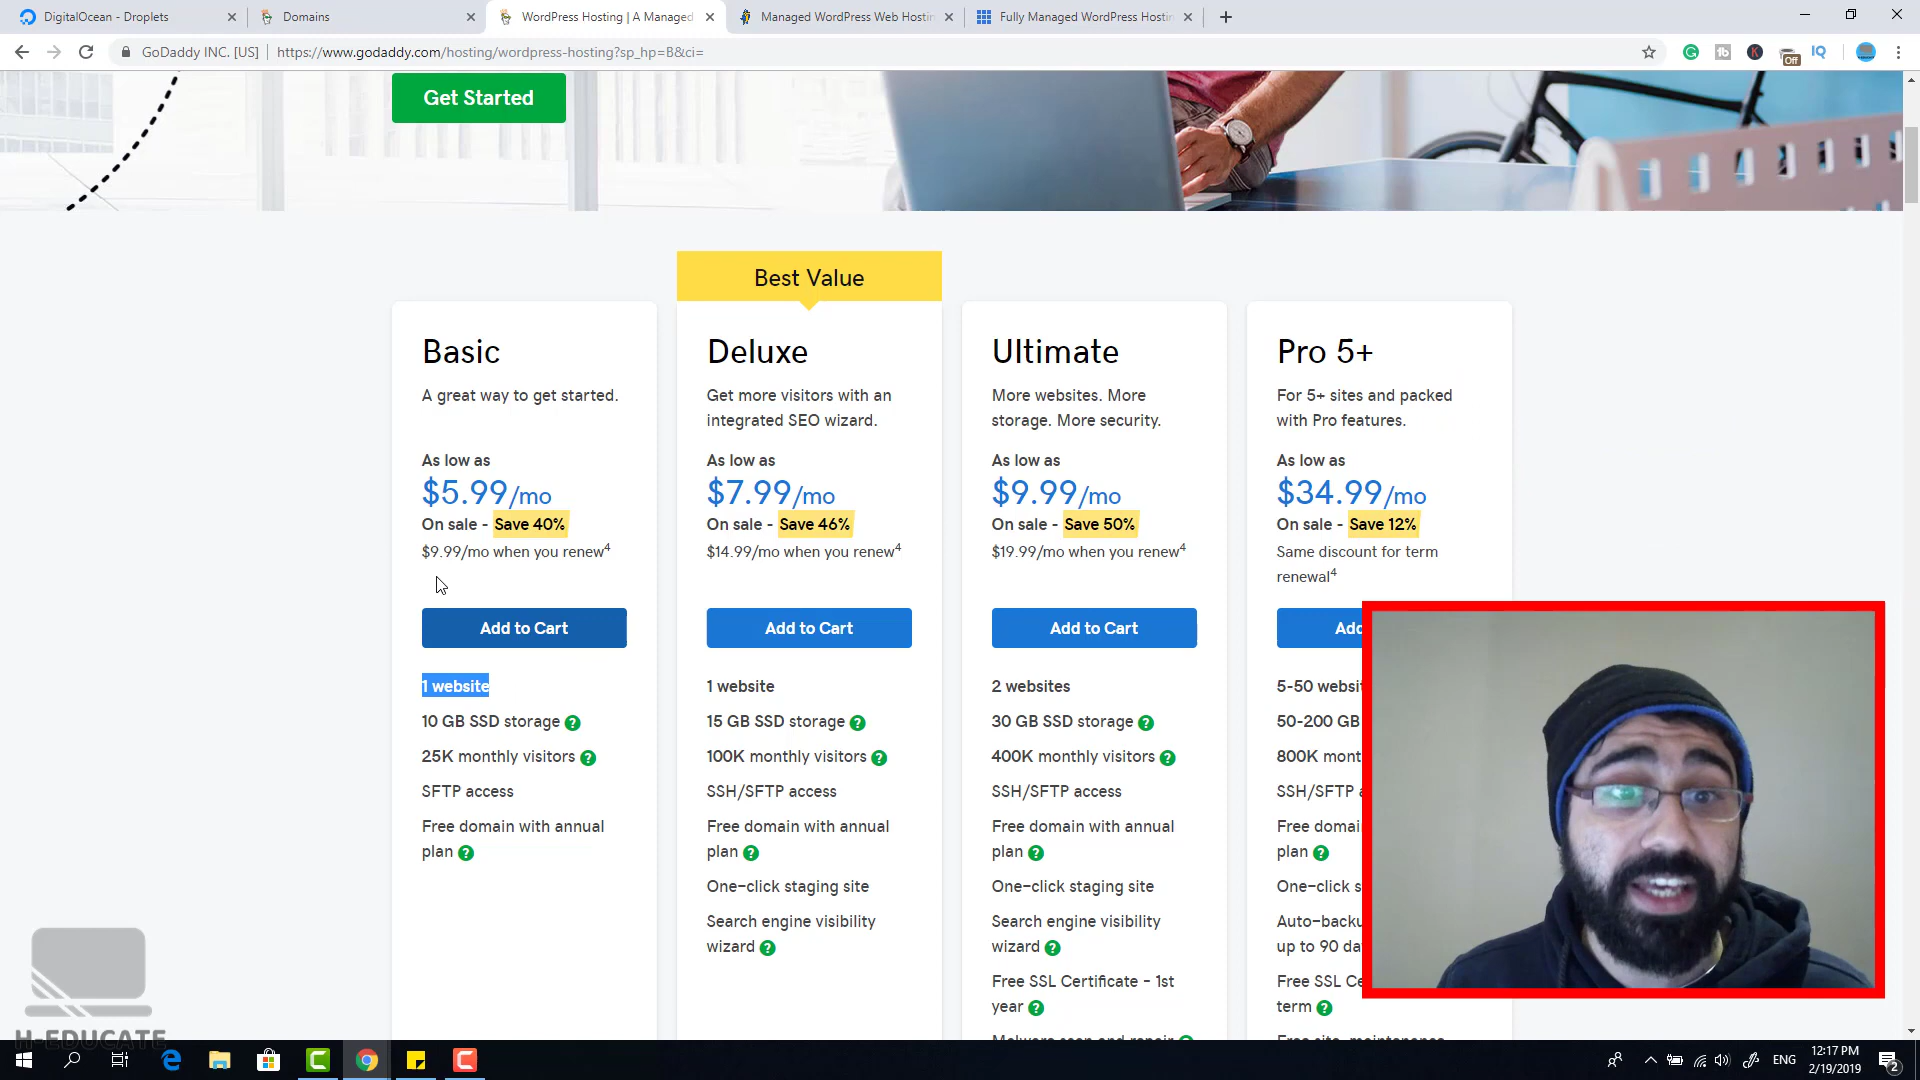 DigitalOcean - Droplets
Domains
WordPress Hosting | A Managed
Managed WordPress Web Hostin
Fully Managed WordPress Hostin
GoDaddy INC. [US]
https://www.godaddy.com/hosting/wordpress-hosting?sp_hp=B&ci=
Off
Get Started
Best Value
Basic
A great way to get started.
As low as
$5.99/mo
On sale - Save 40%
$9.99/mo when you renew4
Add to Cart
1 website
10 GB SSD storage ?
25K monthly visitors ?
SFTP access
Free domain with annual
plan ?
Deluxe
Get more visitors with an
integrated SEO wizard.
As low as
$7.99/mo
On sale - Save 46%
$14.99/mo when you renew4
Add to Cart
1 website
15 GB SSD storage ?
100K monthly visitors ?
SSH/SFTP access
Free domain with annual
plan ?
One-click staging site
Search engine visibility
wizard ?
Ultimate
More websites. More
storage. More security.
As low as
$9.99/mo
On sale - Save 50%
$19.99/mo when you renew4
Add to Cart
2 websites
30 GB SSD storage ?
400K monthly visitors ?
SSH/SFTP access
Free domain with annual
plan ?
One-click staging site
Search engine visibility
wizard ?
Free SSL Certificate - 1st
year ?
Malware scan and repair
Pro 5+
For 5+ sites and packed
with Pro features.
As low as
$34.99/mo
On sale - Save 12%
Same discount for term
renewal4
Add
5-50 websit
50-200 GB
800K mont
SSH/SFTP a
Free domai
plan ?
One-click s
Auto-backu
up to 90 da
Free SSL Ce
term ?
Free site maintenance
H-EDUCATE
ENG
12:17 PM
2/19/2019
2